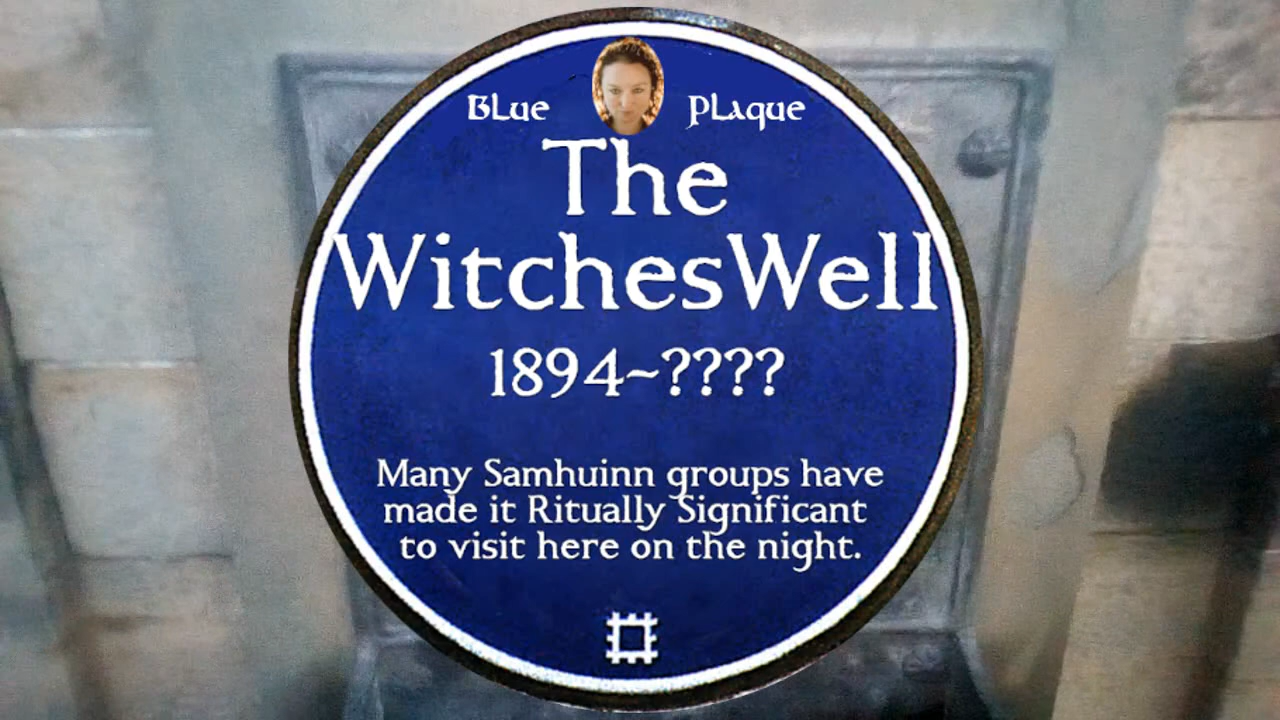 Blue Plaque
The
WitchesWell
1894~????
Many Samhuinn groups have
made it Ritually Significant
to visit here on the night.